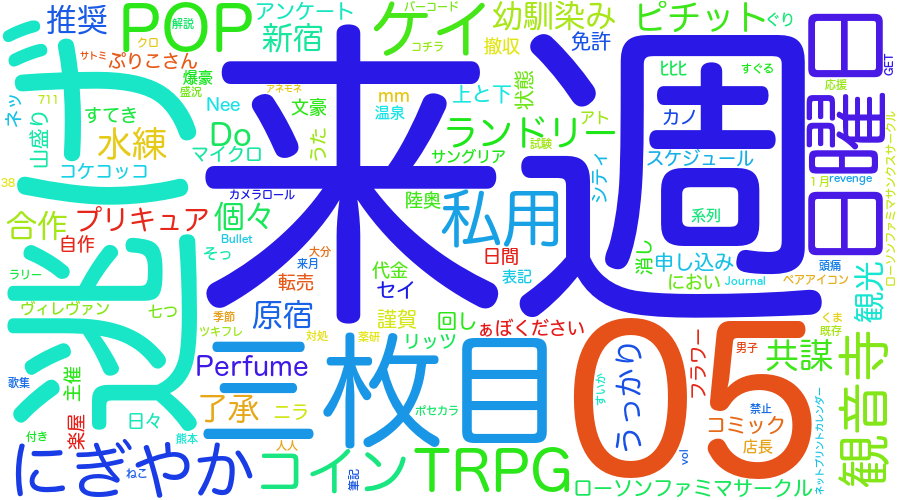 来週
日曜日
逃げ
05
三枚目
POP
ゲイ
ピチット
ぐり
推奨
アンケート
新宿
バーコード
コチラ
幼馴染み
撤収
免許
解説
クロ
サトミ
ぷりこさん
爆豪
盛況
アネモネ
ヒヒヒ
すぐる
応援
GET
ネッ
711
すてき
Nee
文豪
mm
温泉
上と下
状態
アト
カノ
山盛り
水練
Do
うた
ランドリー
試験
マイクロ
サングリア
スケジュール
1月
revenge
コケコッコ
38
カメラロール
陸奥
シティ
系列
ローソンファミマサンクスサークル
合作
プリキュア
個々
私用
自作
Bullet
そっ
大分
来月
日間
表記
消し
申し込み
Journal
におい
頭痛
ペアアイコン
観光
ラリー
転売
代金
セイ
ヴィレヴァン
七つ
季節
ツキフレ
原宿
対処
謹賀
薬研
回し
リッツ
ぁぼください
くま
既存
Perfume
フラワー
男子
共謀
歌集
主催
了承
ニラ
ポセカラ
うっかり
すいか
禁止
コミック
店長
観音寺
楽屋
日々
付き
熊本
人人
にぎやか
ねこ
コイン
筆記
TRPG
vol
ローソンファミマサークル
ネットプリントカレンダー